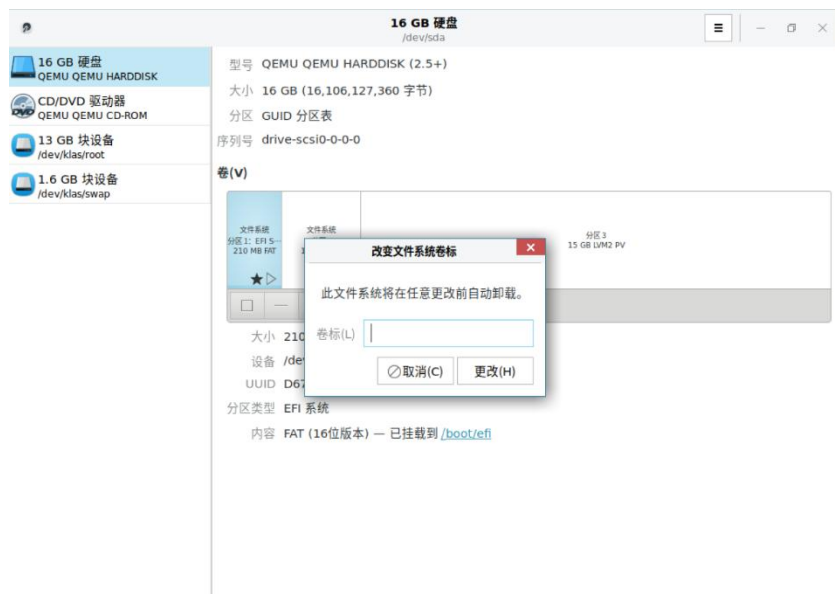 16 GB 硬盘
/dev/sda
16 GB 硬盘
QEMU QEMU HARDDISK
CD/DVD 驱动器
QEMU QEMU CD-ROM
13 GB 块设备
/dev/klas/root
1.6 GB 块设备
/dev/klas/swap
型号 QEMU QEMU HARDDISK (2.5+)
大小 16 GB (16,106,127,360 字节)
分区 GUID 分区表
序列号 drive-scsi0-0-0-0
卷(V)
文件系统
分区 1: EFI S…
210 MB FAT
文件系统
分区 3
15 GB LVM2 PV
改变文件系统卷标
此文件系统将在任意更改前自动卸载。
卷标(L)
取消(C) 更改(H)
大小 210
设备 /de
UUID D67
分区类型 EFI 系统
内容 FAT (16位版本) — 已挂载到 /boot/efi